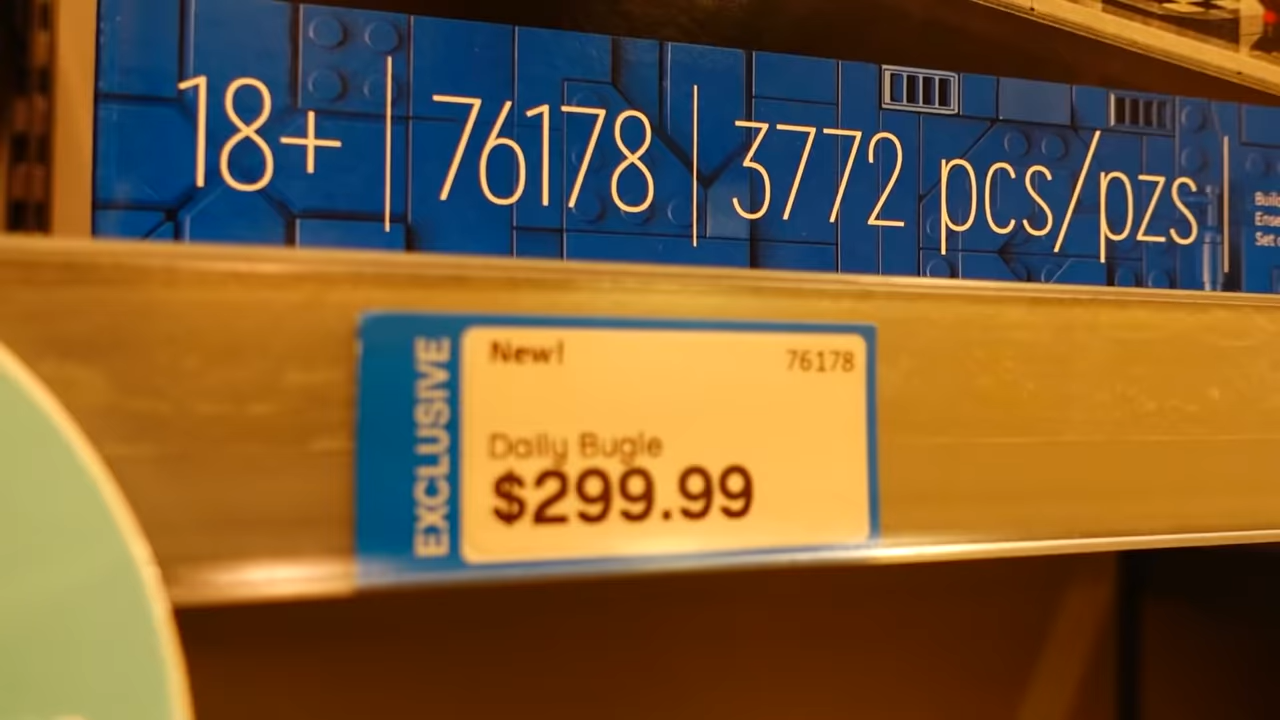 18+ | 76178 | 3772 pcs/pzs |
EXCLUSIVE
New! 76178
Daily Bugle
$299.99